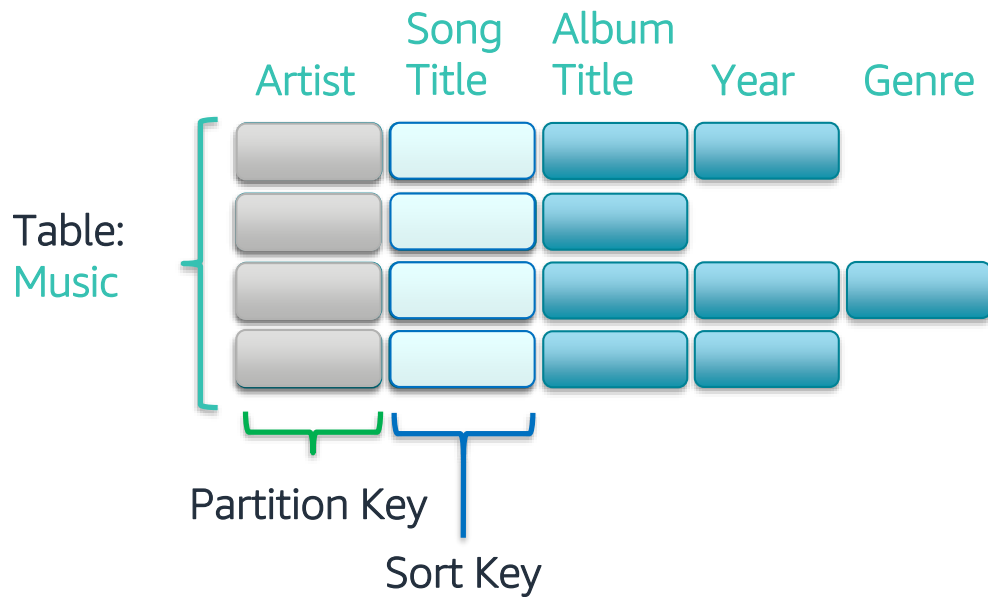 Song
Title
Album
Title
Artist
Year
Genre
Table:
Music
Partition Key
Sort Key